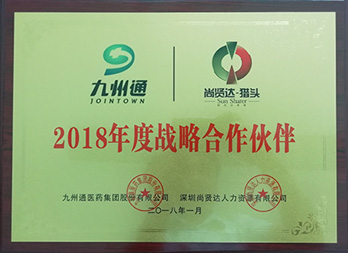 九州通
JOINTOWN
尚贤达·猎头
Sun Sharer
2018年度战略合作伙伴
九州通医药集团股份有限公司 深圳尚贤达人力资源有限公司
二〇一八年一月